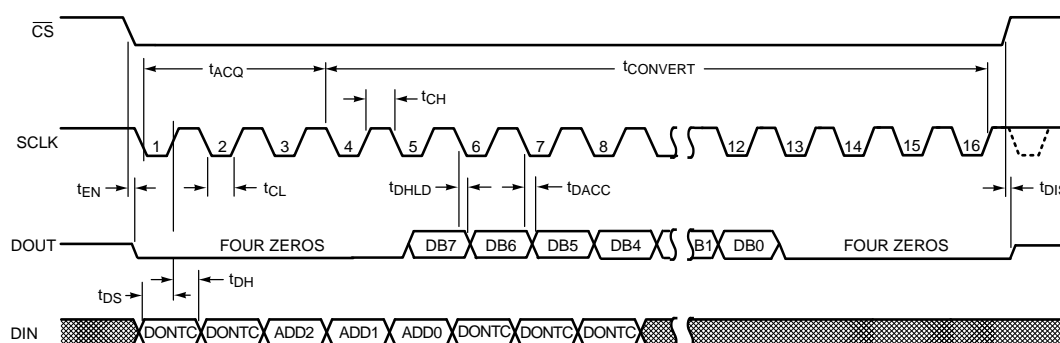 CS
tACQ
tCONVERT
tCH
SCLK
1 2 3 4 5 6 7 8 12 13 14 15 16
tEN
tCL
tDHLD
tDACC
tDIS
DOUT
FOUR ZEROS
DB7 DB6 DB5 DB4 B1 DB0
FOUR ZEROS
tDS
tDH
DIN
DONTC DONTC ADD2 ADD1 ADD0 DONTC DONTC DONTC